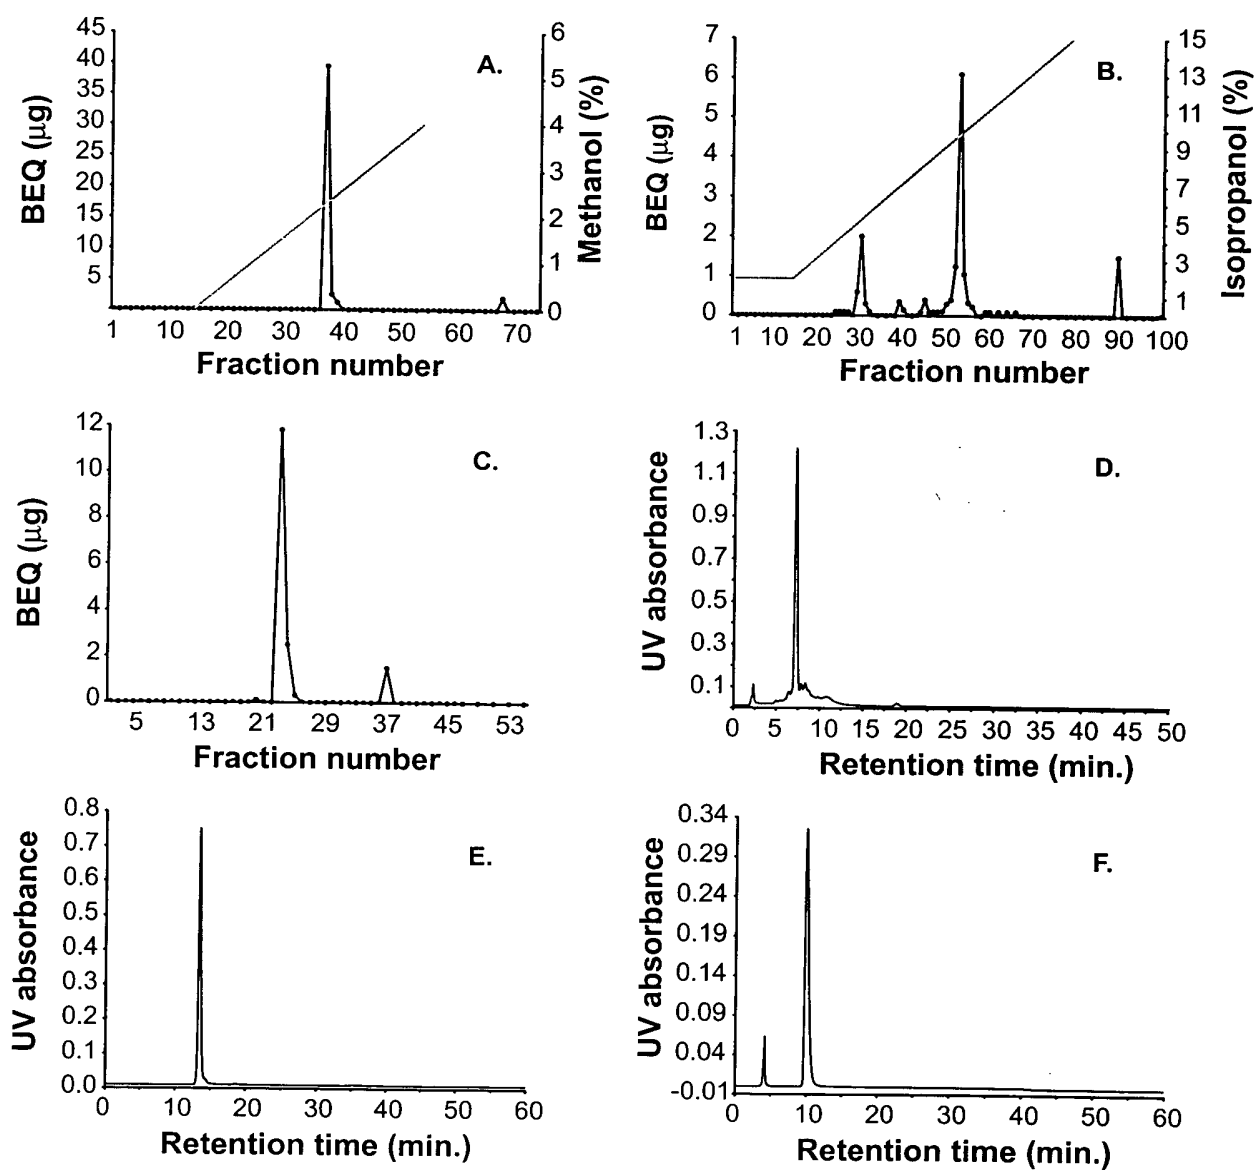 A.
BEQ (µg)
45
40
35
30
25
20
15
10
5
Methanol (%)
6
5
4
3
2
1
0
1 10 20 30 40 50 60 70
Fraction number
B.
BEQ (µg)
7
6
5
4
3
2
1
0
Isopropanol (%)
15
13
11
9
7
5
3
1
1 10 20 30 40 50 60 70 80 90 100
Fraction number
C.
BEQ (µg)
12
10
8
6
4
2
0
5 13 21 29 37 45 53
Fraction number
D.
UV absorbance
1.3
1.1
0.9
0.7
0.5
0.3
0.1
0 5 10 15 20 25 30 35 40 45 50
Retention time (min.)
E.
UV absorbance
0.8
0.7
0.6
0.5
0.4
0.3
0.2
0.1
0.0
0 10 20 30 40 50 60
Retention time (min.)
F.
UV absorbance
0.34
0.29
0.24
0.19
0.14
0.09
0.04
-0.01
0 10 20 30 40 50 60
Retention time (min.)